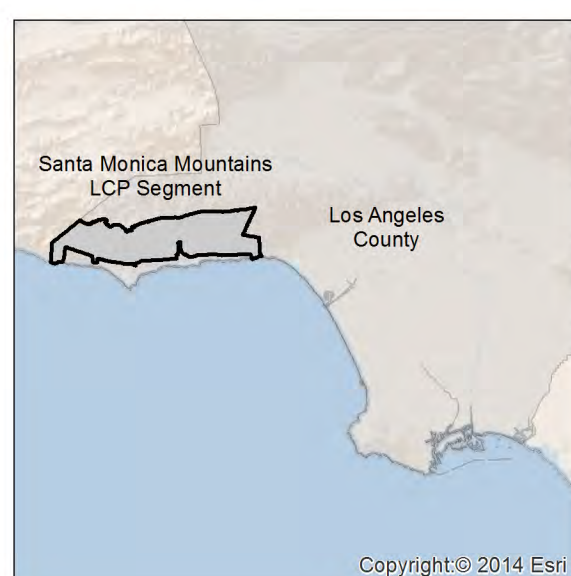 Santa Monica Mountains
LCP Segment
Los Angeles
County
Copyright:© 2014 Esri